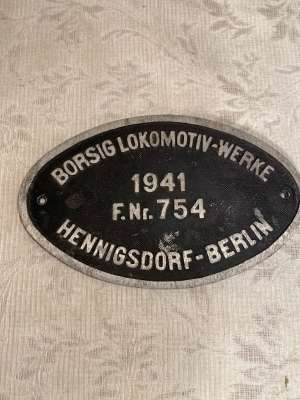 BORSIG LOKOMOTIV-WERKE
1941
F.Nr. 754
HENNIGSDORF-BERLIN